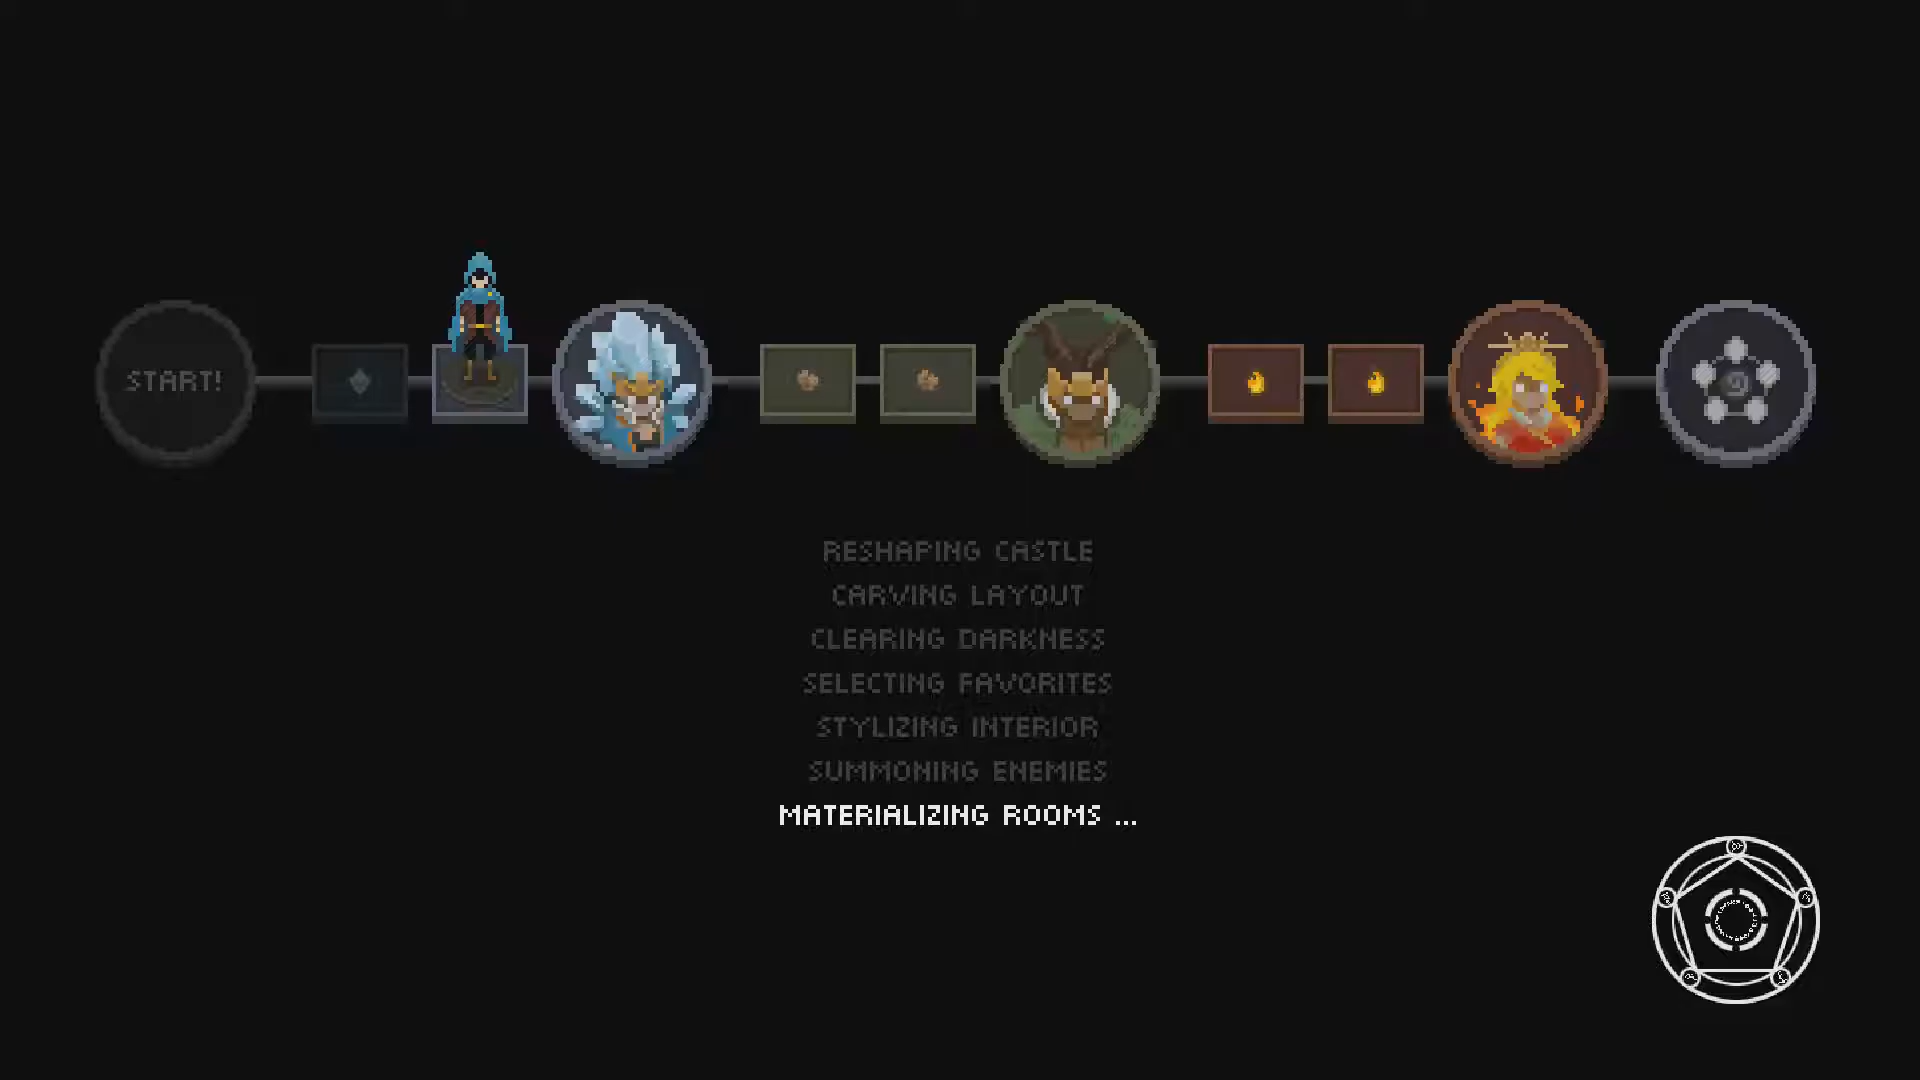 START!
RESHAPING CASTLE
CARVING LAYOUT
CLEARING DARKNESS
SELECTING FAVORITES
STYLIZING INTERIOR
SUMMONING ENEMIES
MATERIALIZING ROOMS ...